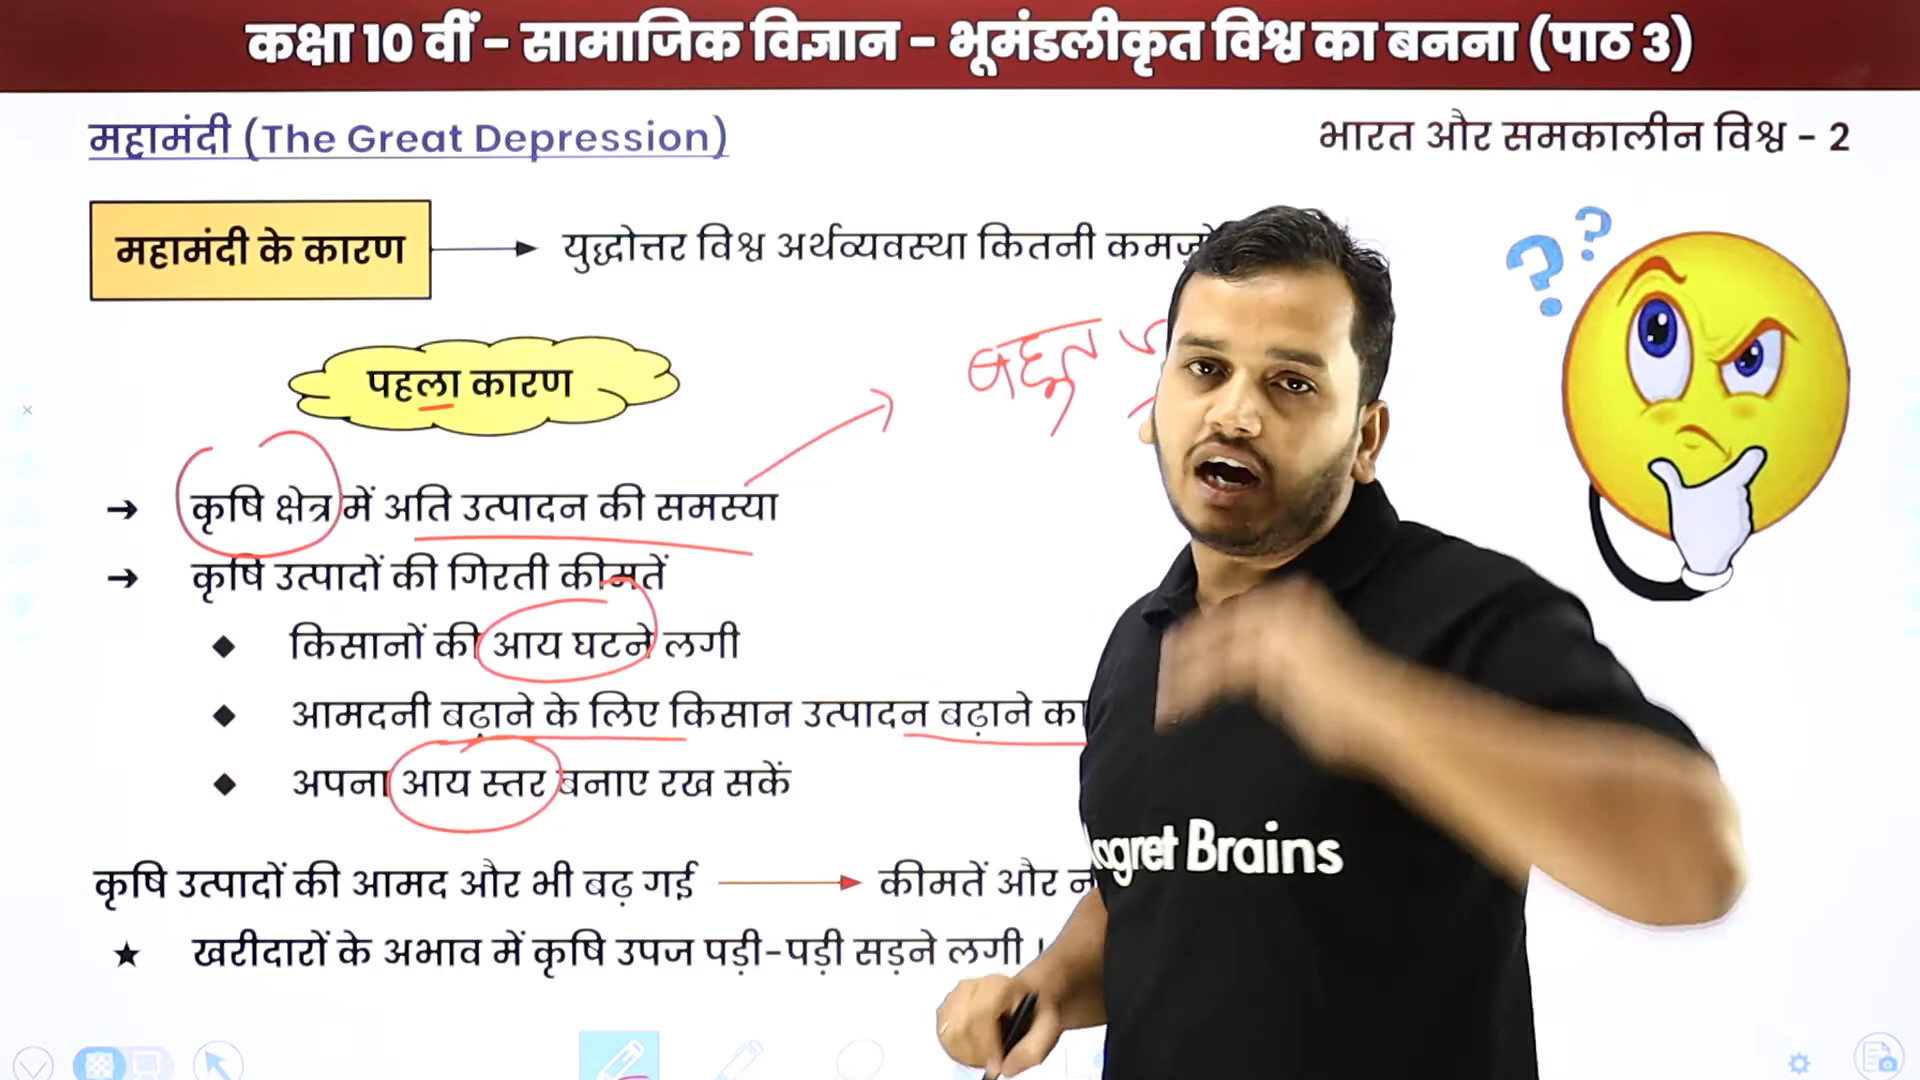 कक्षा 10 वीं - सामाजिक विज्ञान - भूमंडलीकृत विश्व का बनना (पाठ 3)
महामंदी (The Great Depression)
भारत और समकालीन विश्व - 2
महामंदी के कारण
युद्धोत्तर विश्व अर्थव्यवस्था कितनी
? ?
पहला कारण
बहुत
→ कृषि क्षेत्र में अति उत्पादन की समस्या
→ कृषि उत्पादों की गिरती कीमतें
◆ किसानों की आय घटने लगी
◆ आमदनी बढ़ाने के लिए किसान उत्पादन बढ़ाने का
◆ अपना आय स्तर बनाए रख सकें
Brains
कृषि उत्पादों की आमद और भी बढ़ गई → कीमतें और
★ खरीदारों के अभाव में कृषि उपज पड़ी-पड़ी सड़ने लगी ।